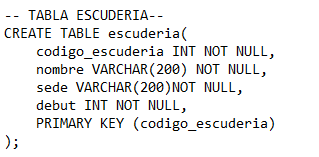 -- TABLA ESCUDERIA--
CREATE TABLE escuderia(
    codigo_escuderia INT NOT NULL,
    nombre VARCHAR(200) NOT NULL,
    sede VARCHAR(200)NOT NULL,
    debut INT NOT NULL,
    PRIMARY KEY (codigo_escuderia)
);